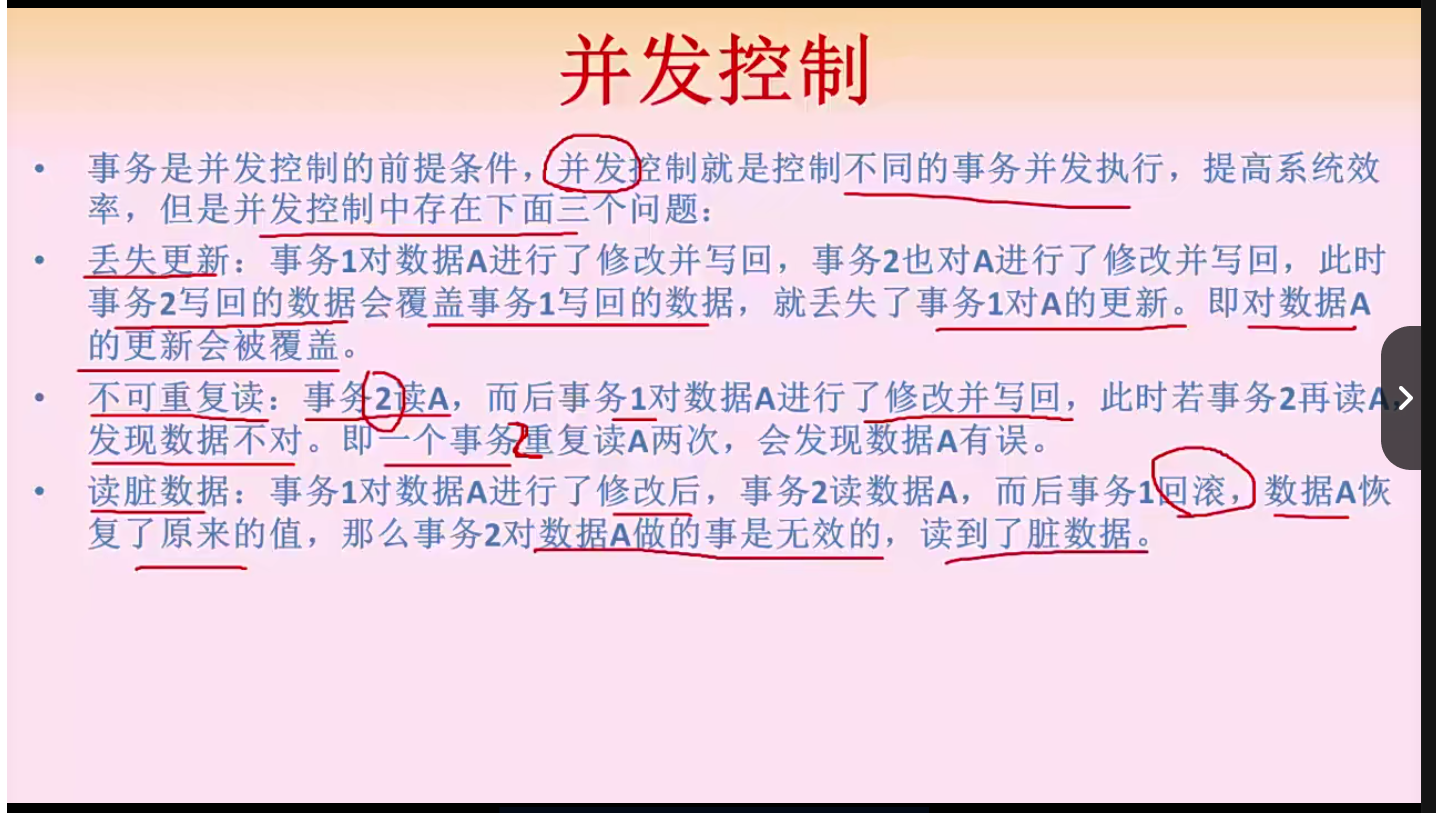 并发控制
• 事务是并发控制的前提条件，并发控制就是控制不同的事务并发执行，提高系统效
率，但是并发控制中存在下面三个问题：
• 丢失更新：事务1对数据A进行了修改并写回，事务2也对A进行了修改并写回，此时
事务2写回的数据会覆盖事务1写回的数据，就丢失了事务1对A的更新。即对数据A
的更新会被覆盖。
• 不可重复读：事务2读A，而后事务1对数据A进行了修改并写回，此时若事务2再读A，
发现数据不对。即一个事务2重复读A两次，会发现数据A有误。
• 读脏数据：事务1对数据A进行了修改后，事务2读数据A，而后事务1回滚，数据A恢
复了原来的值，那么事务2对数据A做的事是无效的，读到了脏数据。